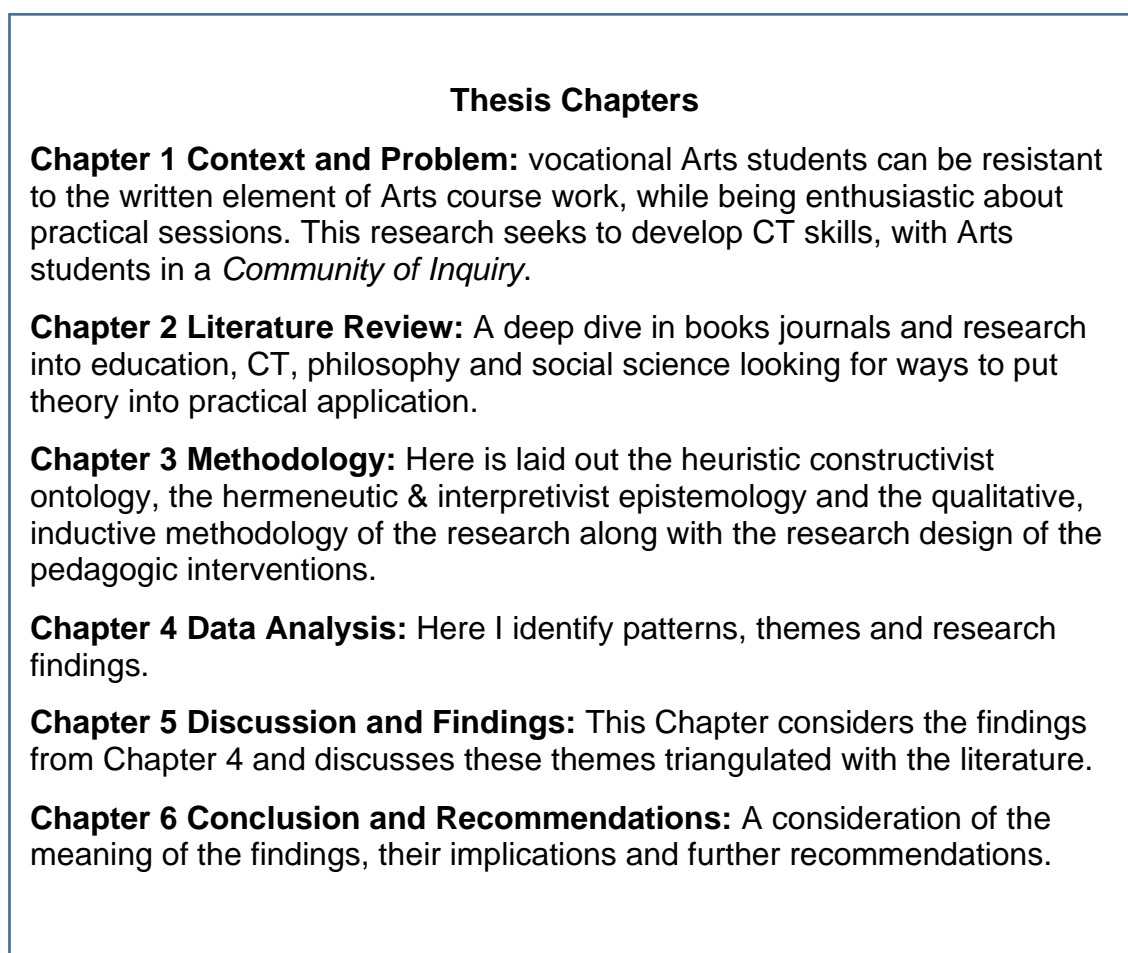 Thesis Chapters
Chapter 1 Context and Problem: vocational Arts students can be resistant
to the written element of Arts course work, while being enthusiastic about
practical sessions. This research seeks to develop CT skills, with Arts
students in a Community of Inquiry.
Chapter 2 Literature Review: A deep dive in books journals and research
into education, CT, philosophy and social science looking for ways to put
theory into practical application.
Chapter 3 Methodology: Here is laid out the heuristic constructivist
ontology, the hermeneutic & interpretivist epistemology and the qualitative,
inductive methodology of the research along with the research design of the
pedagogic interventions.
Chapter 4 Data Analysis: Here I identify patterns, themes and research
findings.
Chapter 5 Discussion and Findings: This Chapter considers the findings
from Chapter 4 and discusses these themes triangulated with the literature.
Chapter 6 Conclusion and Recommendations: A consideration of the
meaning of the findings, their implications and further recommendations.